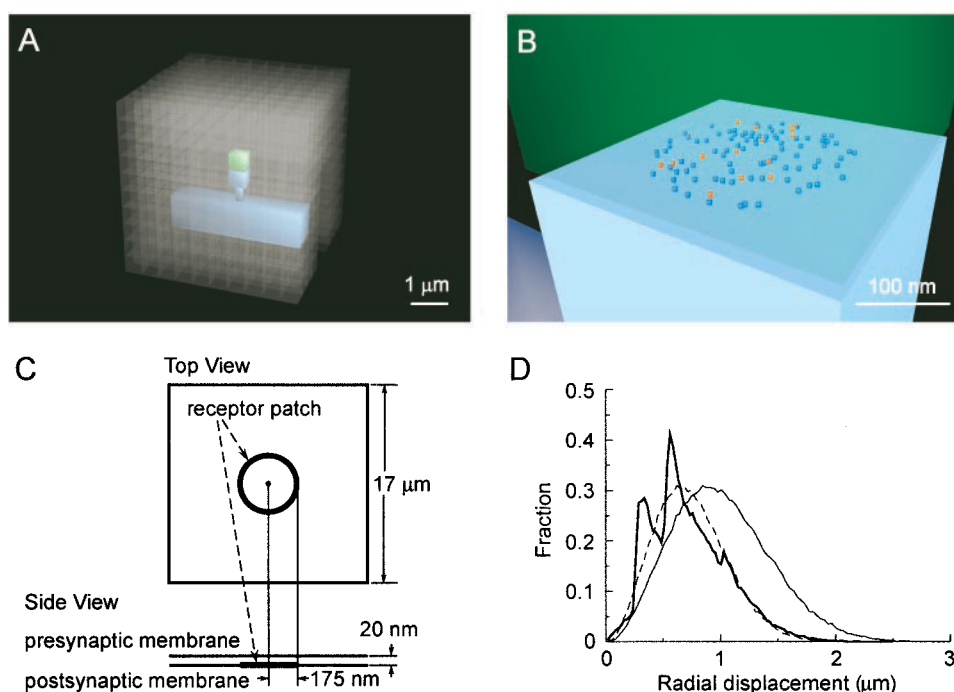 A
1 μm
B
100 nm
C
Top View
receptor patch
17 μm
Side View
presynaptic membrane
20 nm
postsynaptic membrane
175 nm
D
0.5
0.4
0.3
0.2
0.1
0
Fraction
0 1 2 3
Radial displacement (μm)